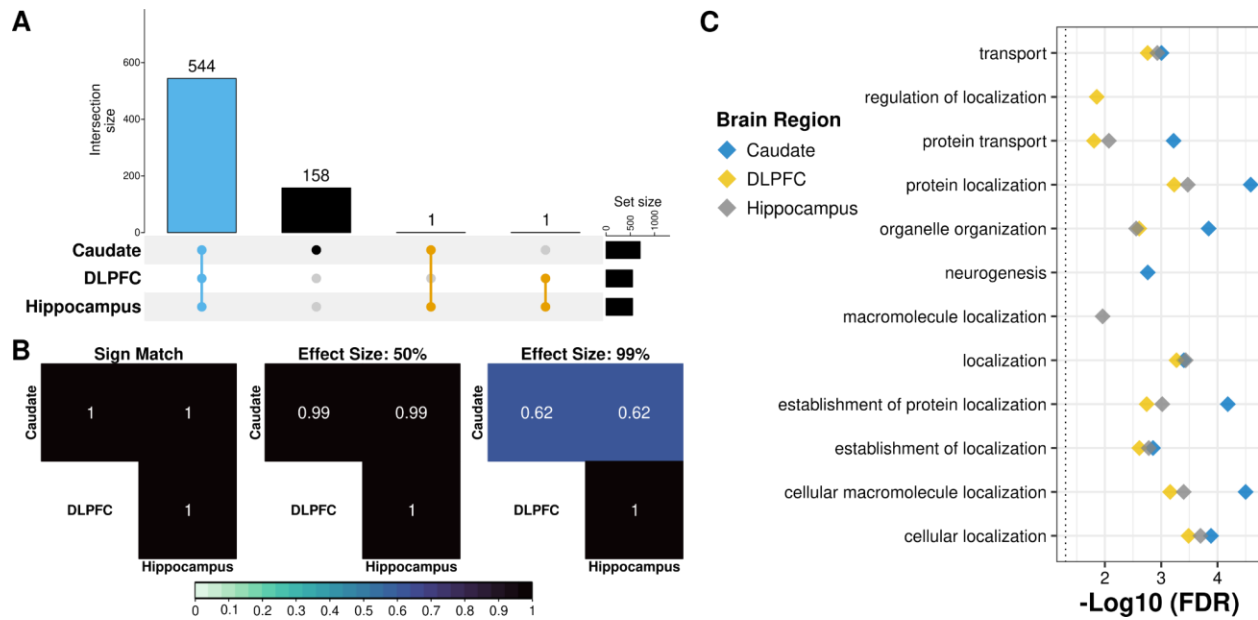 A
Intersection
size
600
400
200
0
544
158
1
1
Set size
0
500
1000
Caudate
DLPFC
Hippocampus
B
Sign Match
Effect Size: 50%
Effect Size: 99%
Caudate
1
1
DLPFC
1
Hippocampus
Caudate
0.99
0.99
DLPFC
1
Hippocampus
Caudate
0.62
0.62
DLPFC
1
Hippocampus
0 0.1 0.2 0.3 0.4 0.5 0.6 0.7 0.8 0.9 1
C
Brain Region
Caudate
DLPFC
Hippocampus
transport
regulation of localization
protein transport
protein localization
organelle organization
neurogenesis
macromolecule localization
localization
establishment of protein localization
establishment of localization
cellular macromolecule localization
cellular localization
2 3 4
-Log10 (FDR)